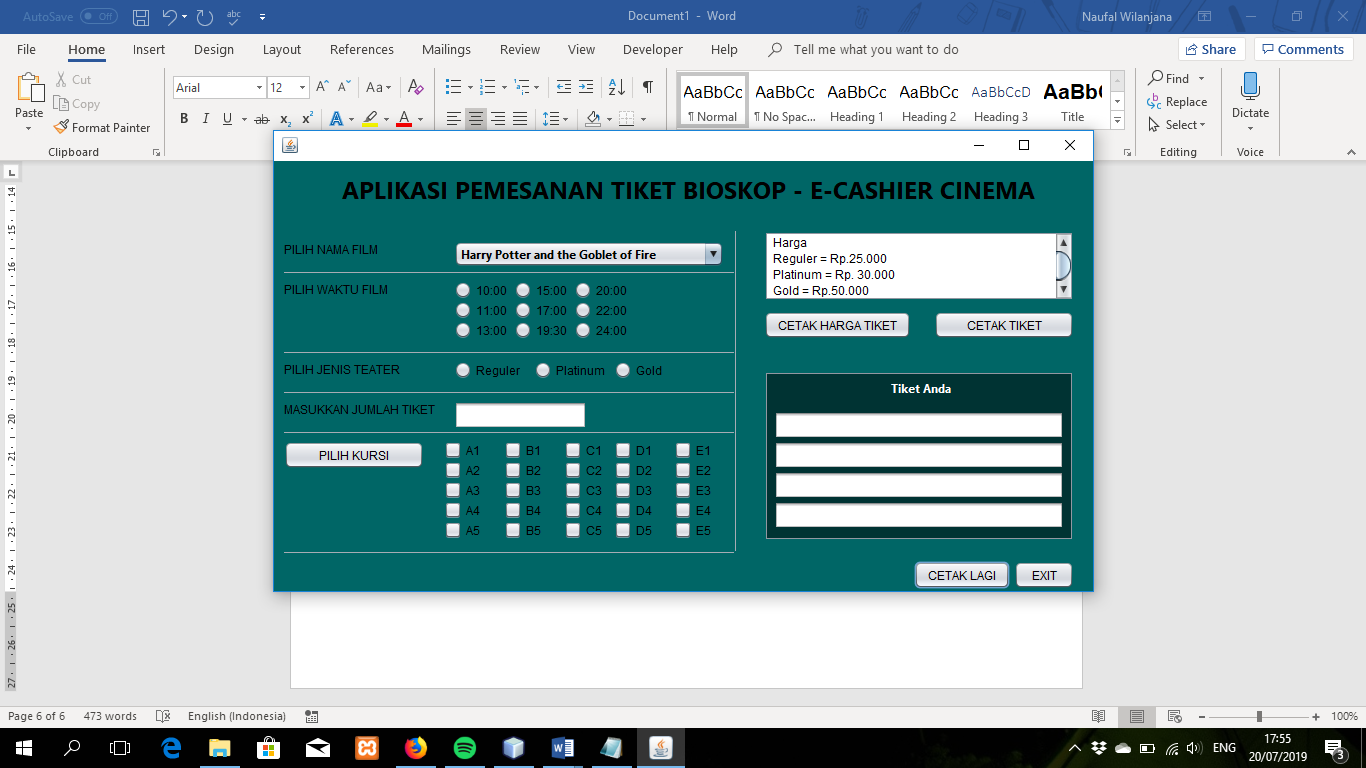 AutoSave Off
Document1 - Word
Naufal Wilanjana
File Home Insert Design Layout References Mailings Review View Developer Help Tell me what you want to do Share Comments
Paste
Cut
Copy
Format Painter
Clipboard
Arial 12
AaBbCc ¶ Normal
AaBbCc ¶ No Spac...
AaBbCc Heading 1
AaBbCc Heading 2
AaBbCcD Heading 3
AaBb Title
Find
Replace
Select
Editing
Dictate
Voice
APLIKASI PEMESANAN TIKET BIOSKOP - E-CASHIER CINEMA
PILIH NAMA FILM
Harry Potter and the Goblet of Fire
PILIH WAKTU FILM
10:00 15:00 20:00
11:00 17:00 22:00
13:00 19:30 24:00
PILIH JENIS TEATER
Reguler Platinum Gold
MASUKKAN JUMLAH TIKET
PILIH KURSI
A1 B1 C1 D1 E1
A2 B2 C2 D2 E2
A3 B3 C3 D3 E3
A4 B4 C4 D4 E4
A5 B5 C5 D5 E5
Harga
Reguler = Rp.25.000
Platinum = Rp. 30.000
Gold = Rp.50.000
CETAK HARGA TIKET
CETAK TIKET
Tiket Anda
CETAK LAGI
EXIT
Page 6 of 6 473 words English (Indonesia)
100%
ENG
17:55
20/07/2019
3